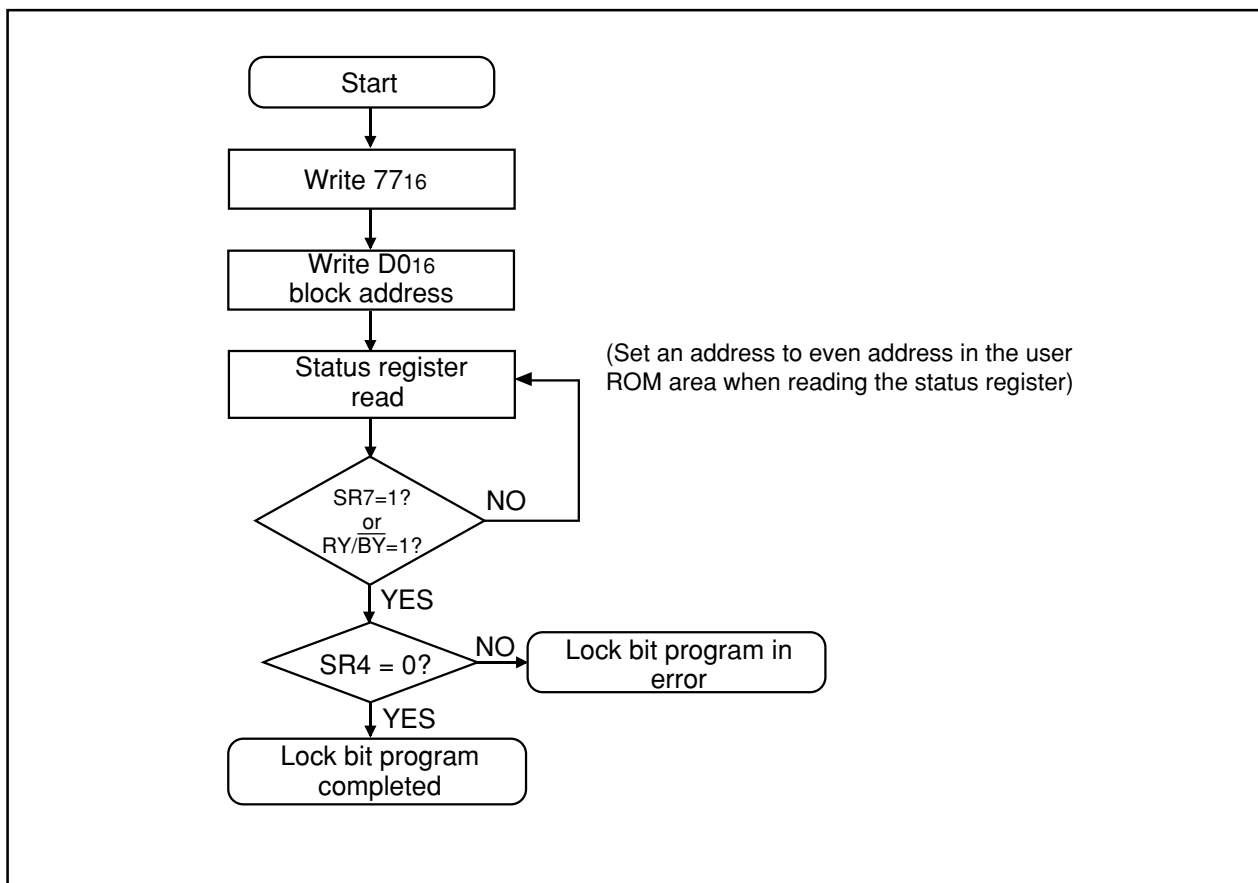 Start
Write 7716
Write D016
block address
Status register
read
(Set an address to even address in the user
ROM area when reading the status register)
SR7=1?
or
RY/B̅Y̅=1?
NO
YES
SR4 = 0?
NO
Lock bit program in
error
YES
Lock bit program
completed